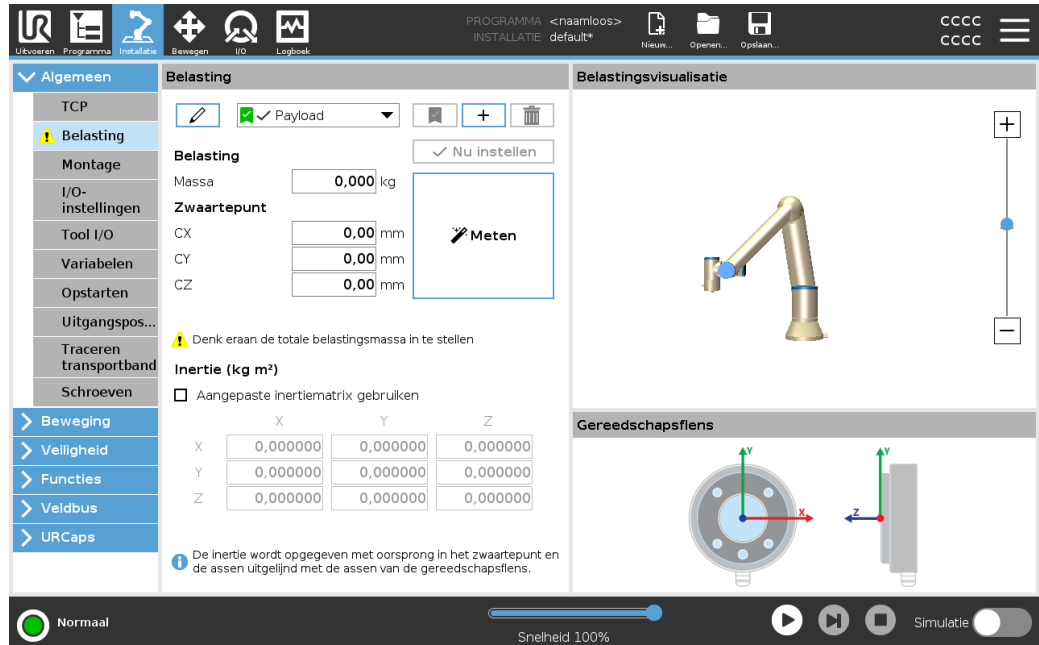 Uitvoeren
Programma
Installatie
Bewegen
I/O
Logboek
PROGRAMMA <naamloos>
INSTALLATIE default*
Nieuw...
Openen...
Opslaan...
CCCC
CCCC
Algemeen
TCP
Belasting
Montage
I/O-
instellingen
Tool I/O
Variabelen
Opstarten
Uitgangspos...
Traceren
transportband
Schroeven
Beweging
Veiligheid
Functies
Veldbus
URCaps
Belasting
Payload
Nu instellen
Belasting
Massa 0,000 kg
Zwaartepunt
CX 0,00 mm
CY 0,00 mm
CZ 0,00 mm
Meten
Denk eraan de totale belastingsmassa in te stellen
Inertie (kg m²)
Aangepaste inertiematrix gebruiken
X Y Z
X 0,000000 0,000000 0,000000
Y 0,000000 0,000000 0,000000
Z 0,000000 0,000000 0,000000
De inertie wordt opgegeven met oorsprong in het zwaartepunt en
de assen uitgelijnd met de assen van de gereedschapsflens.
Belastingsvisualisatie
Gereedschapsflens
Y
X
Y
Z
Normaal
Snelheid 100%
Simulatie